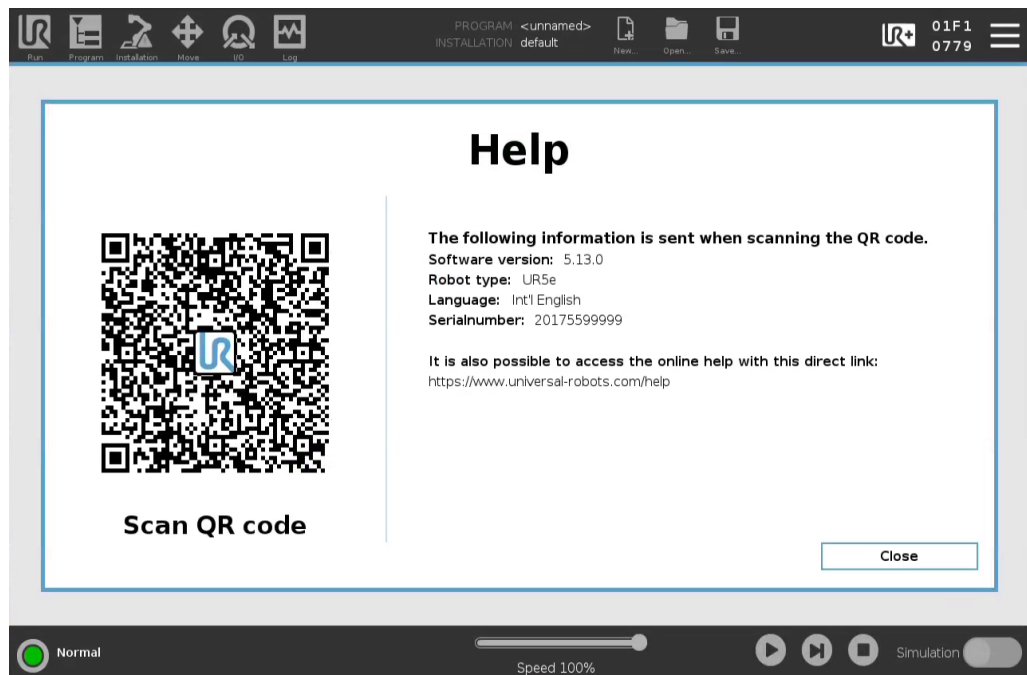 PROGRAM <unnamed>
INSTALLATION default
Run Program Installation Move I/O Log
New... Open... Save...
UR+
01F1
0779
Help
The following information is sent when scanning the QR code.
Software version: 5.13.0
Robot type: UR5e
Language: Int'l English
Serialnumber: 20175599999
It is also possible to access the online help with this direct link:
https://www.universal-robots.com/help
UR
Scan QR code
Close
Normal
Speed 100%
Simulation